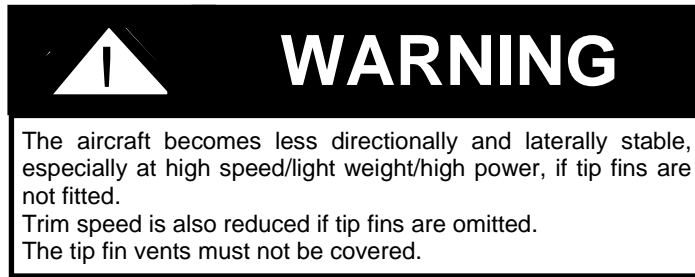 WARNING
The aircraft becomes less directionally and laterally stable,
especially at high speed/light weight/high power, if tip fins are
not fitted.
Trim speed is also reduced if tip fins are omitted.
The tip fin vents must not be covered.